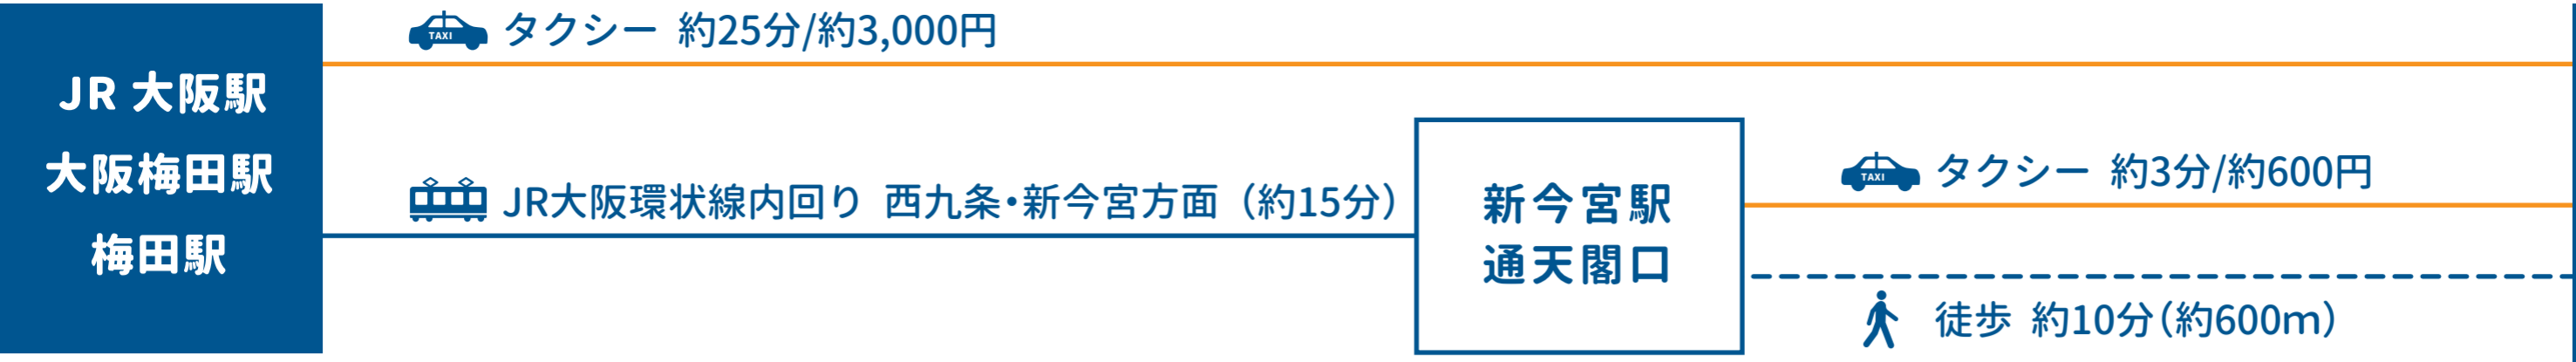 JR 大阪駅
大阪梅田駅
梅田駅
TAXI タクシー 約25分/約3,000円
JR大阪環状線内回り 西九条・新今宮方面（約15分）
新今宮駅
通天閣口
TAXI タクシー 約3分/約600円
徒歩 約10分（約600m）